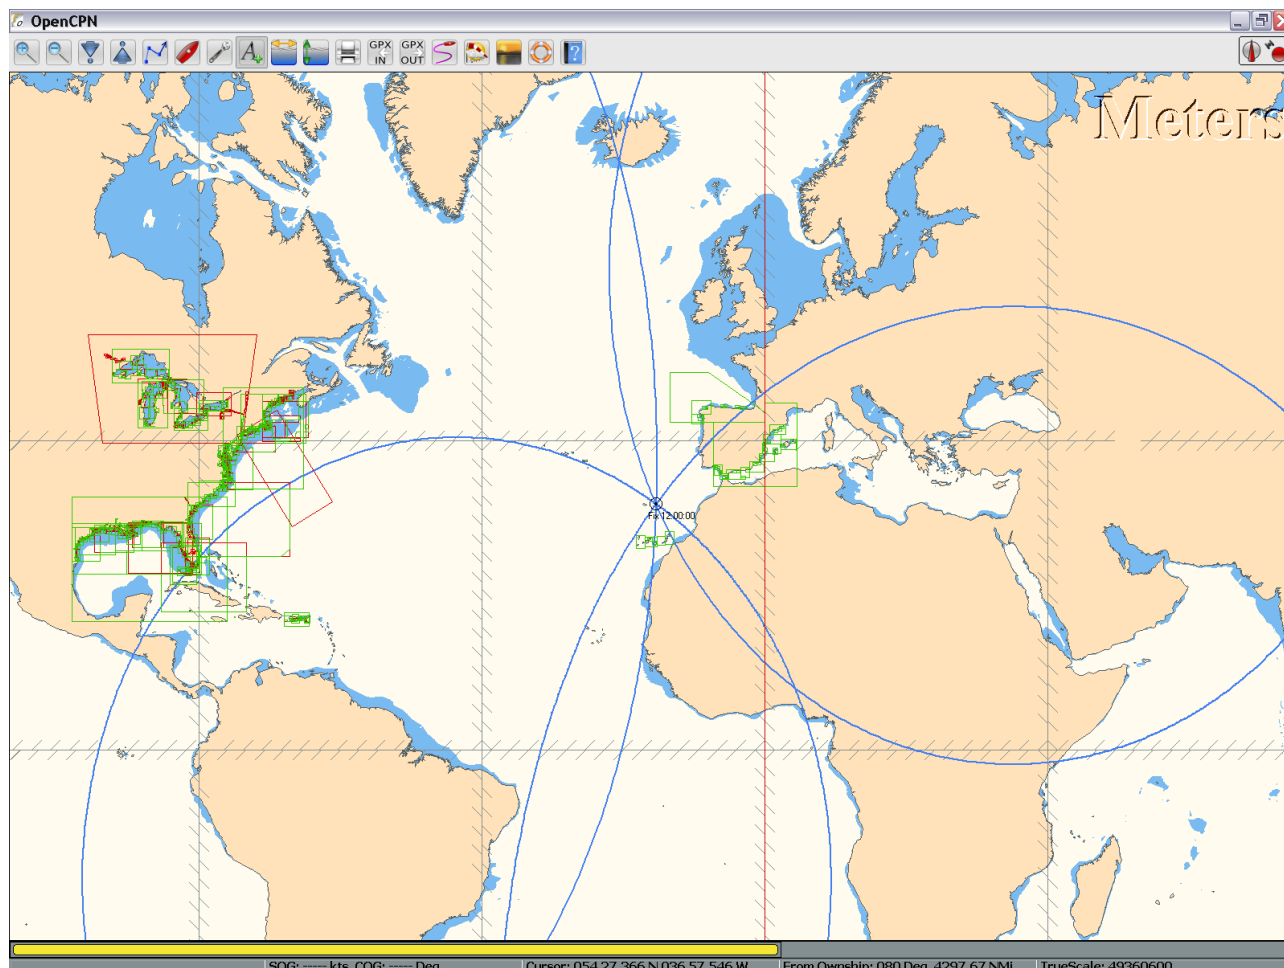 OpenCPN
GPX IN
GPX OUT
Meters
Fix 12:00:00
SOG: ----- kts COG: ----- Deg
Cursor: 054 27.366 N 036 57.546 W
From Ownship: 080 Deg 4297.67 NMi
TrueScale: 49360600